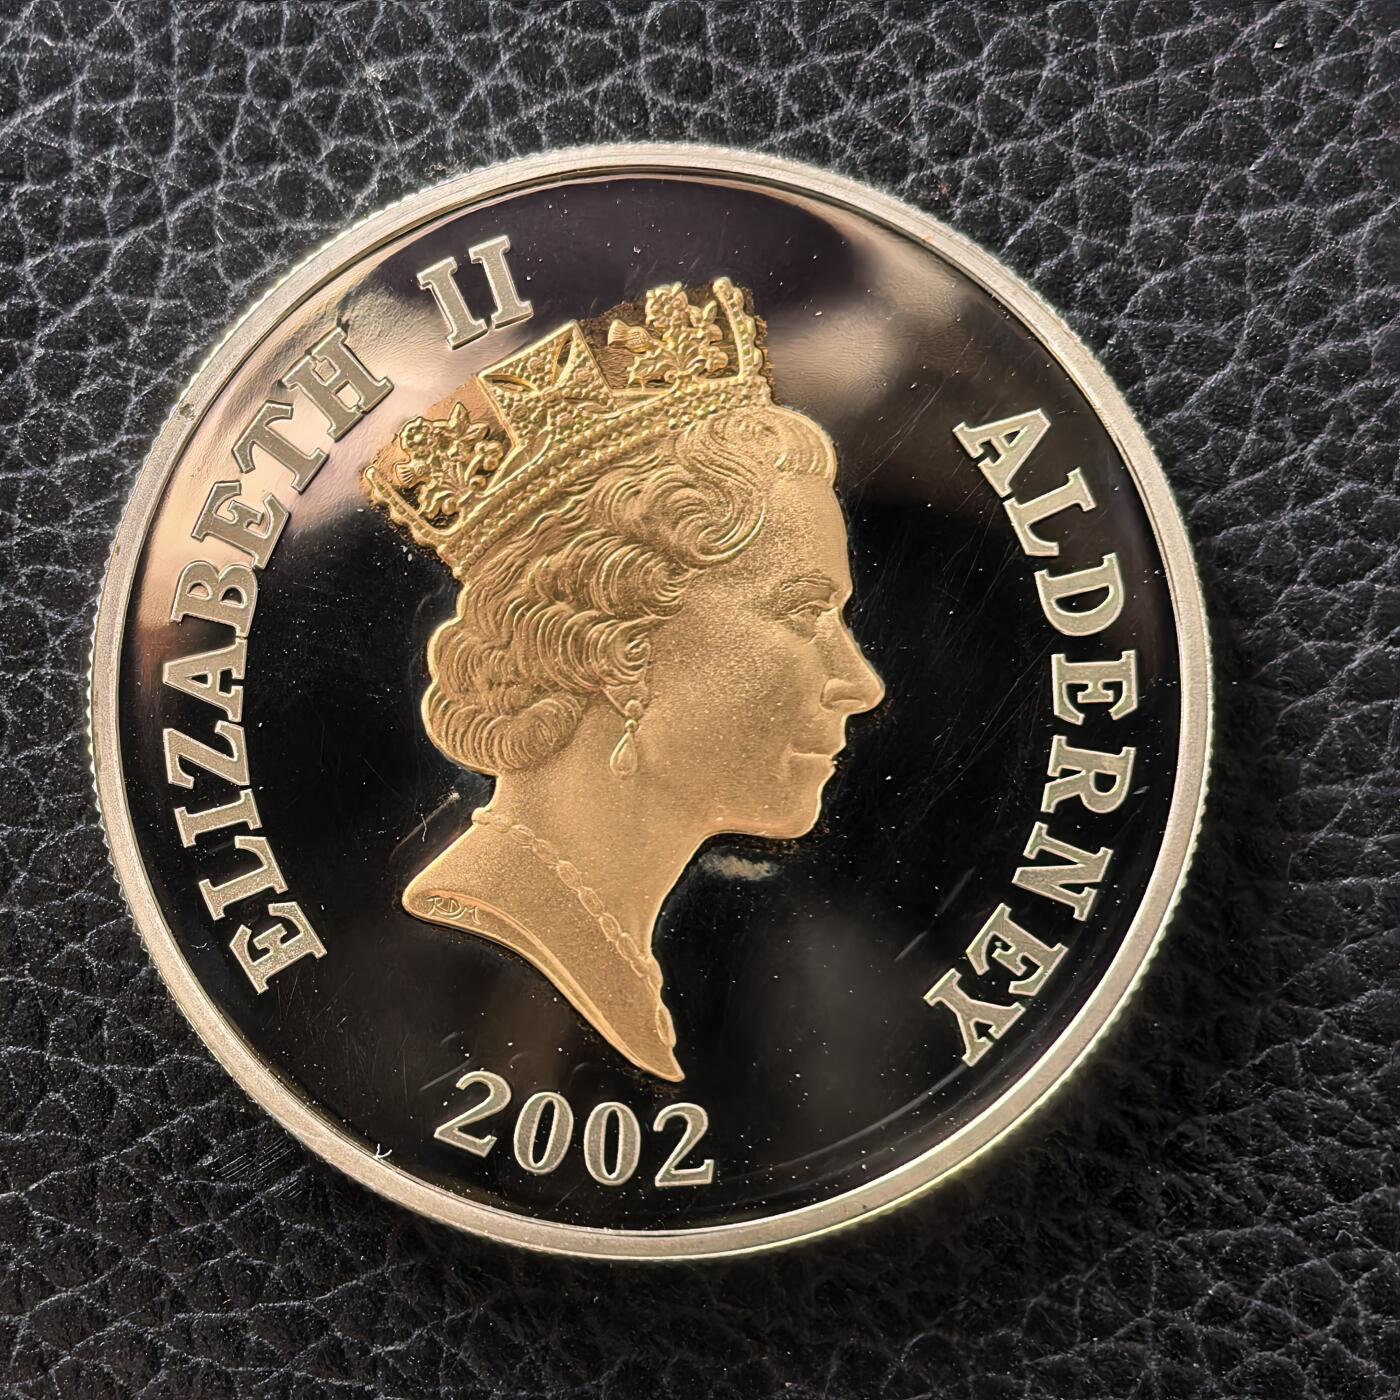 ELIZABETH II
ALDERNEY
2002
RDM